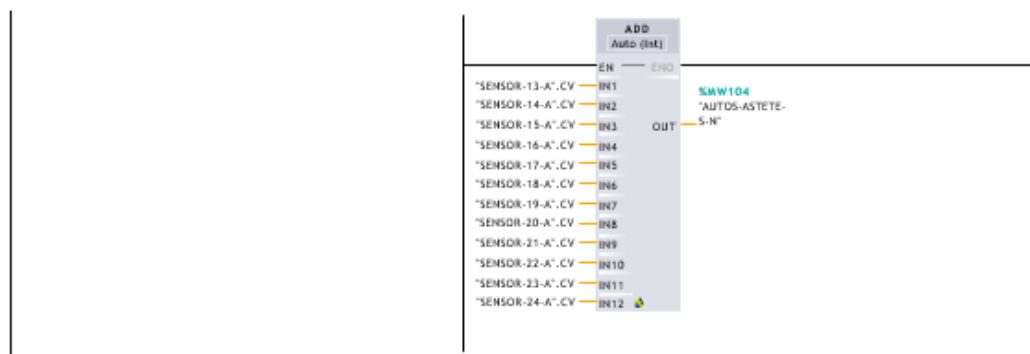 ADD
Auto (Int)
EN ENO
"SENSOR-13-A".CV IN1
%MW104
"SENSOR-14-A".CV IN2
"AUTOS-ASTETE-
S-N"
"SENSOR-15-A".CV IN3 OUT
"SENSOR-16-A".CV IN4
"SENSOR-17-A".CV IN5
"SENSOR-18-A".CV IN6
"SENSOR-19-A".CV IN7
"SENSOR-20-A".CV IN8
"SENSOR-21-A".CV IN9
"SENSOR-22-A".CV IN10
"SENSOR-23-A".CV IN11
"SENSOR-24-A".CV IN12